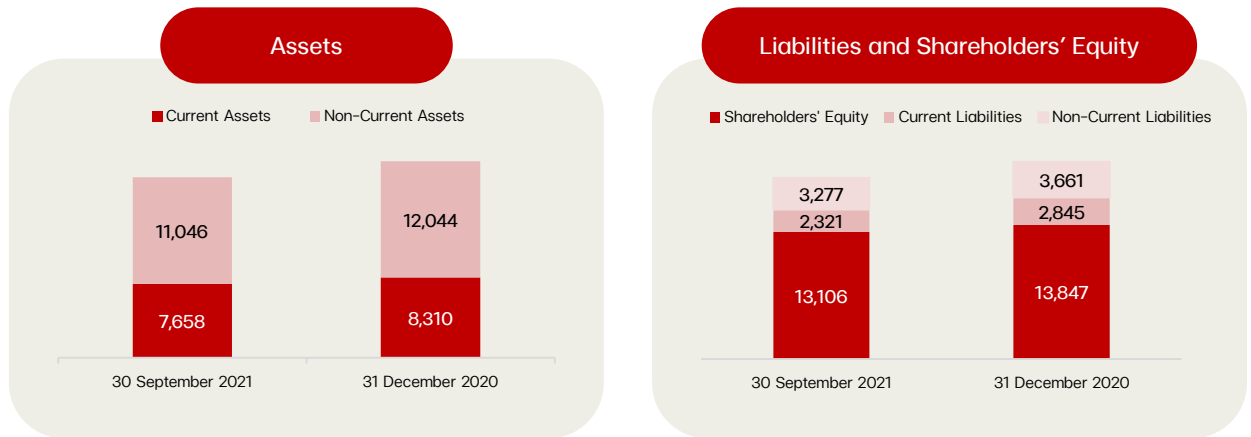 Assets
Current Assets Non-Current Assets
11,046 12,044
7,658 8,310
30 September 2021 31 December 2020
Liabilities and Shareholders' Equity
Shareholders' Equity Current Liabilities Non-Current Liabilities
3,277 3,661
2,321 2,845
13,106 13,847
30 September 2021 31 December 2020